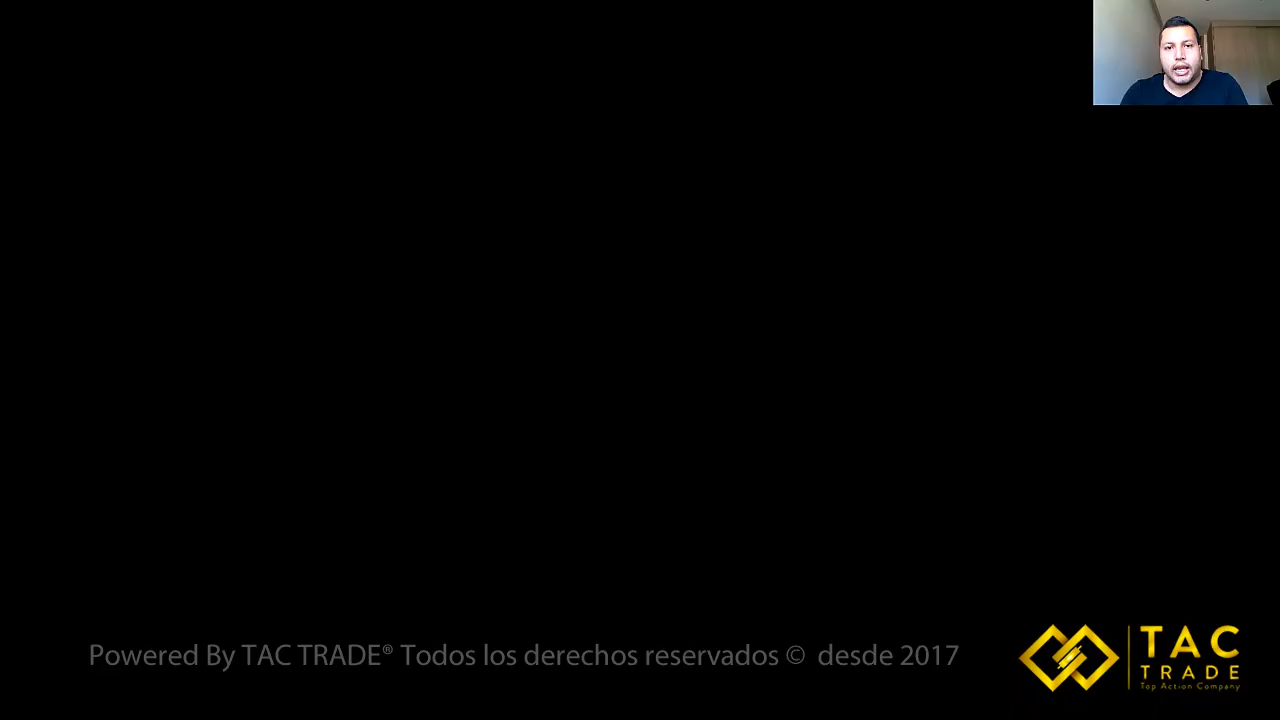 Powered By TAC TRADE® Todos los derechos reservados © desde 2017
TAC
TRADE
Top Action Company